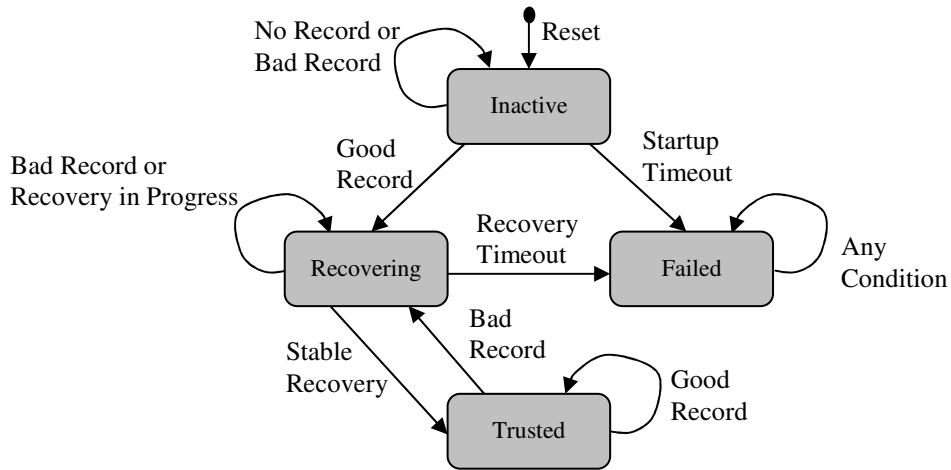 No Record or
Bad Record
Reset
Inactive
Good
Record
Startup
Timeout
Bad Record or
Recovery in Progress
Recovery
Timeout
Recovering
Failed
Any
Condition
Stable
Recovery
Bad
Record
Good
Record
Trusted